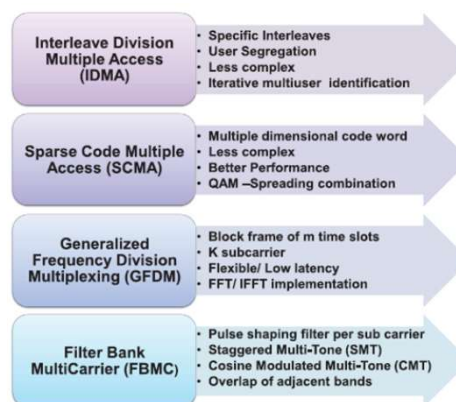 Interleave Division
Multiple Access
(IDMA)
• Specific Interleaves
• User Segregation
• Less complex
• Iterative multiuser identification
Sparse Code Multiple
Access (SCMA)
• Multiple dimensional code word
• Less complex
• Better Performance
• QAM –Spreading combination
Generalized
Frequency Division
Multiplexing (GFDM)
• Block frame of m time slots
• K subcarrier
• Flexible/ Low latency
• FFT/ IFFT implementation
Filter Bank
MultiCarrier (FBMC)
• Pulse shaping filter per sub carrier
• Staggered Multi-Tone (SMT)
• Cosine Modulated Multi-Tone (CMT)
• Overlap of adjacent bands